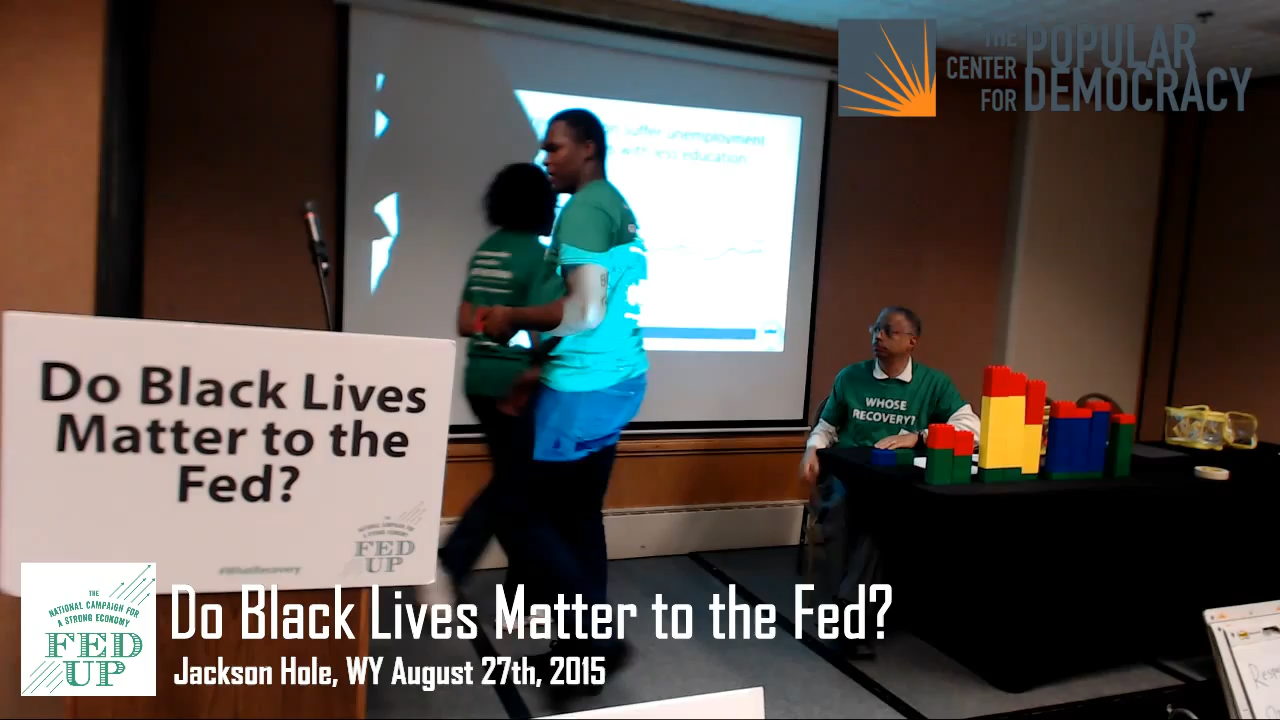 THE
CENTER
FOR
POPULAR
DEMOCRACY
suffer unemployment
with less education
WHOSE
RECOVERY?
Do Black Lives
Matter to the
Fed?
THE
NATIONAL CAMPAIGN FOR
A STRONG ECONOMY
FED
UP
#WhatRecovery
THE
NATIONAL CAMPAIGN FOR
A STRONG ECONOMY
FED
UP
Do Black Lives Matter to the Fed?
Jackson Hole, WY August 27th, 2015